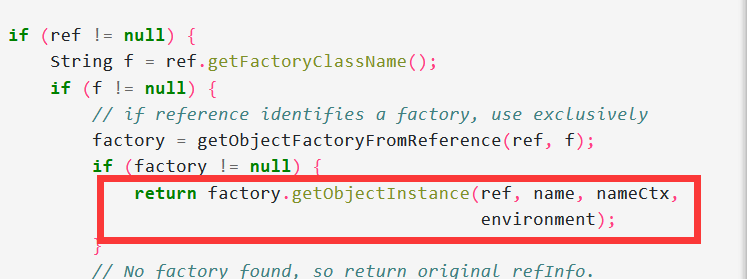 if (ref != null) {
String f = ref.getFactoryClassName();
if (f != null) {
// if reference identifies a factory, use exclusively
factory = getObjectFactoryFromReference(ref, f);
if (factory != null) {
return factory.getObjectInstance(ref, name, nameCtx,
environment);
}
// No factory found, so return original refInfo.